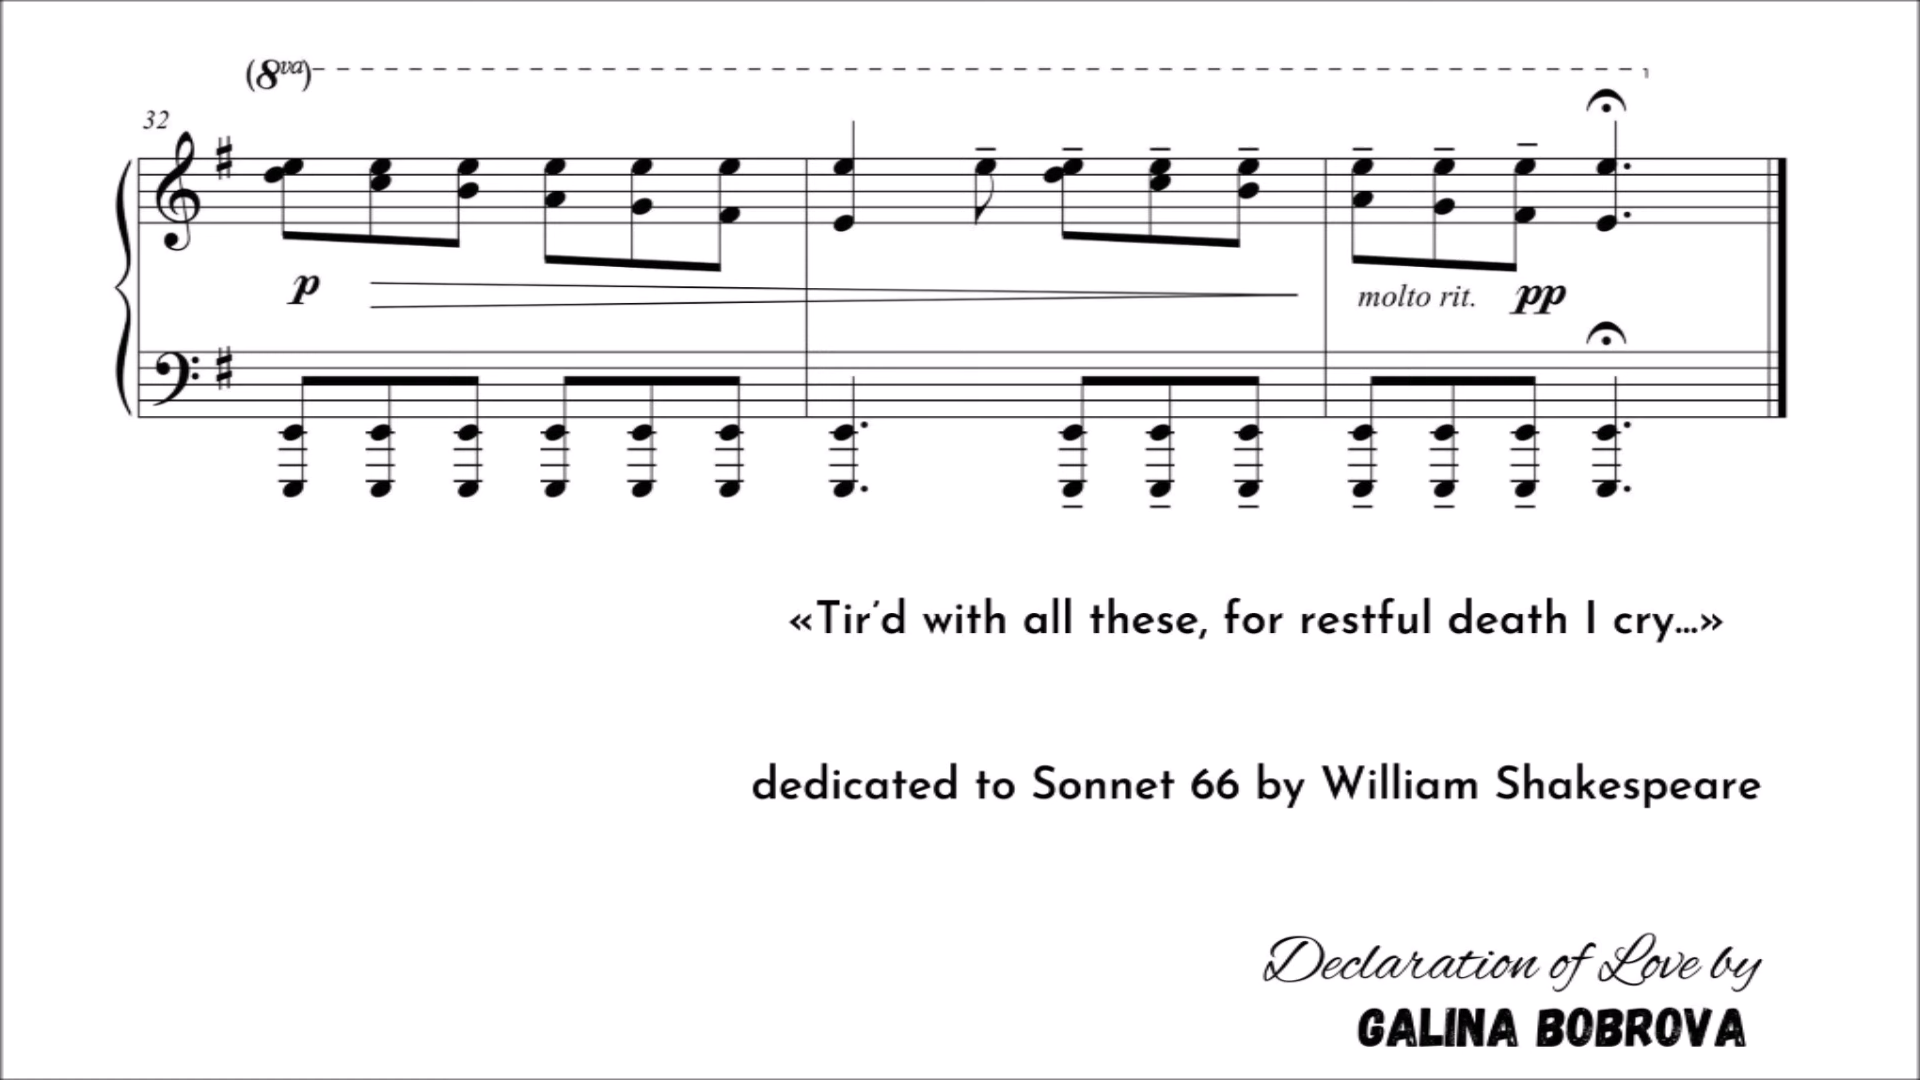 (8va)
32
p
molto rit. pp
«Tir’d with all these, for restful death I cry...»
dedicated to Sonnet 66 by William Shakespeare
Declaration of Love by
GALINA BOBROVA